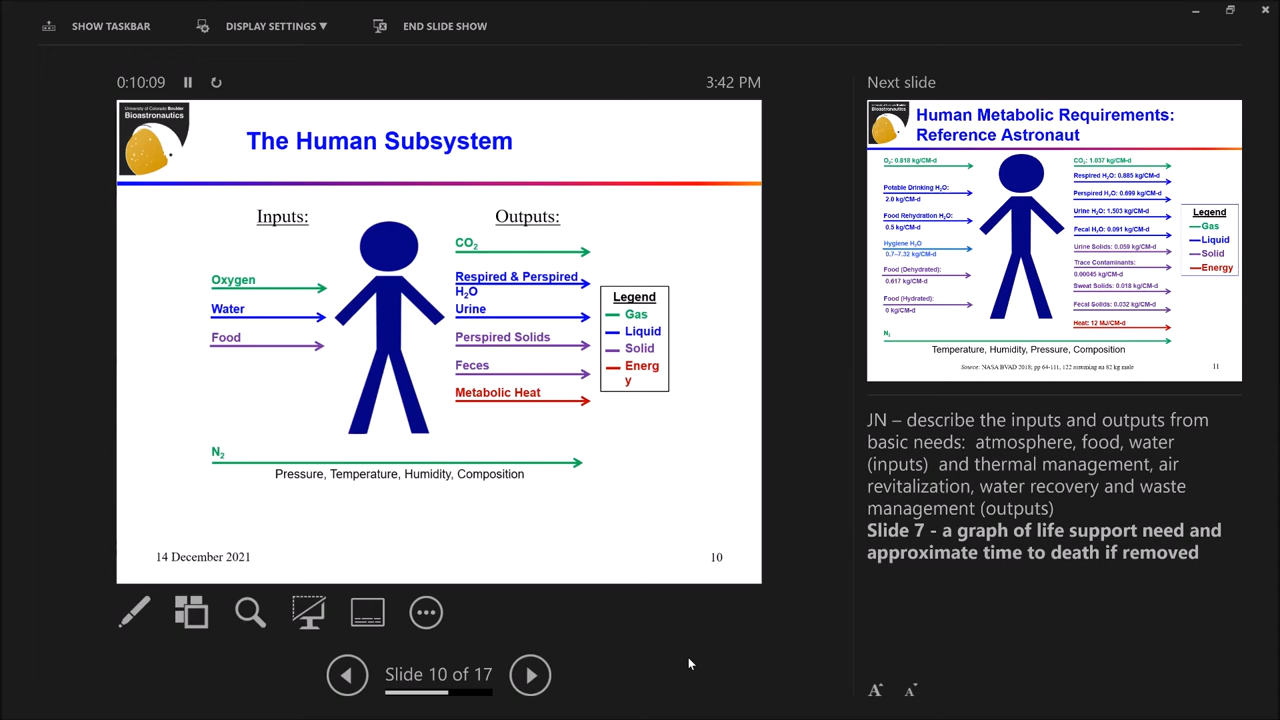 SHOW TASKBAR
DISPLAY SETTINGS ▼
END SLIDE SHOW
0:10:09
3:42 PM
University of Colorado Boulder
Bioastronautics
The Human Subsystem
Inputs:
Outputs:
Oxygen
Water
Food
CO₂
Respired & Perspired
H₂O
Urine
Perspired Solids
Feces
Metabolic Heat
Legend
Gas
Liquid
Solid
Energ
y
N₂
Pressure, Temperature, Humidity, Composition
14 December 2021
10
Slide 10 of 17
Next slide
University of Colorado Boulder
Bioastronautics
Human Metabolic Requirements:
Reference Astronaut
O₂: 0.818 kg/CM-d
Potable Drinking H₂O:
2.0 kg/CM-d
Food Rehydration H₂O:
0.5 kg/CM-d
Hygiene H₂O
0.7–7.32 kg/CM-d
Food (Dehydrated):
0.617 kg/CM-d
Food (Hydrated):
0 kg/CM-d
N₂
CO₂: 1.037 kg/CM-d
Respired H₂O: 0.885 kg/CM-d
Perspired H₂O: 0.699 kg/CM-d
Urine H₂O: 1.503 kg/CM-d
Fecal H₂O: 0.091 kg/CM-d
Urine Solids: 0.059 kg/CM-d
Trace Contaminants:
0.00045 kg/CM-d
Sweat Solids: 0.018 kg/CM-d
Fecal Solids: 0.032 kg/CM-d
Heat: 12 MJ/CM-d
Legend
Gas
Liquid
Solid
Energy
Temperature, Humidity, Pressure, Composition
Source: NASA BVAD 2018; pp 64-111, 122 assuming an 82 kg male
11
JN – describe the inputs and outputs from
basic needs: atmosphere, food, water
(inputs) and thermal management, air
revitalization, water recovery and waste
management (outputs)
Slide 7 - a graph of life support need and
approximate time to death if removed
A
A